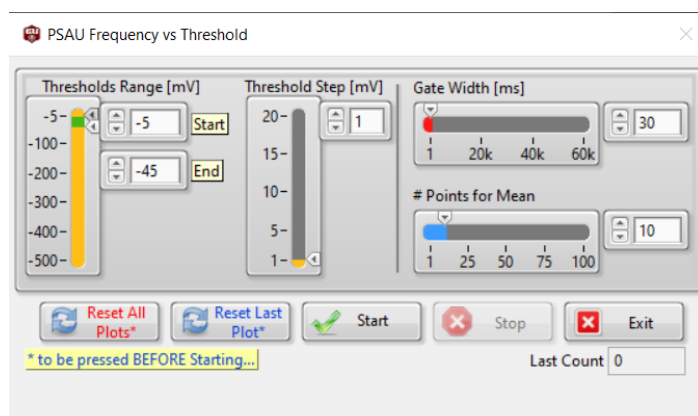 PSAU Frequency vs Threshold
Thresholds Range [mV]
-5
-100
-200
-300
-400
-500
-5
Start
-45
End
Threshold Step [mV]
20
15
10
5
1
1
Gate Width [ms]
1 20k 40k 60k
30
# Points for Mean
1 25 50 75 100
10
Reset All
Plots*
Reset Last
Plot*
Start
Stop
Exit
* to be pressed BEFORE Starting...
Last Count 0